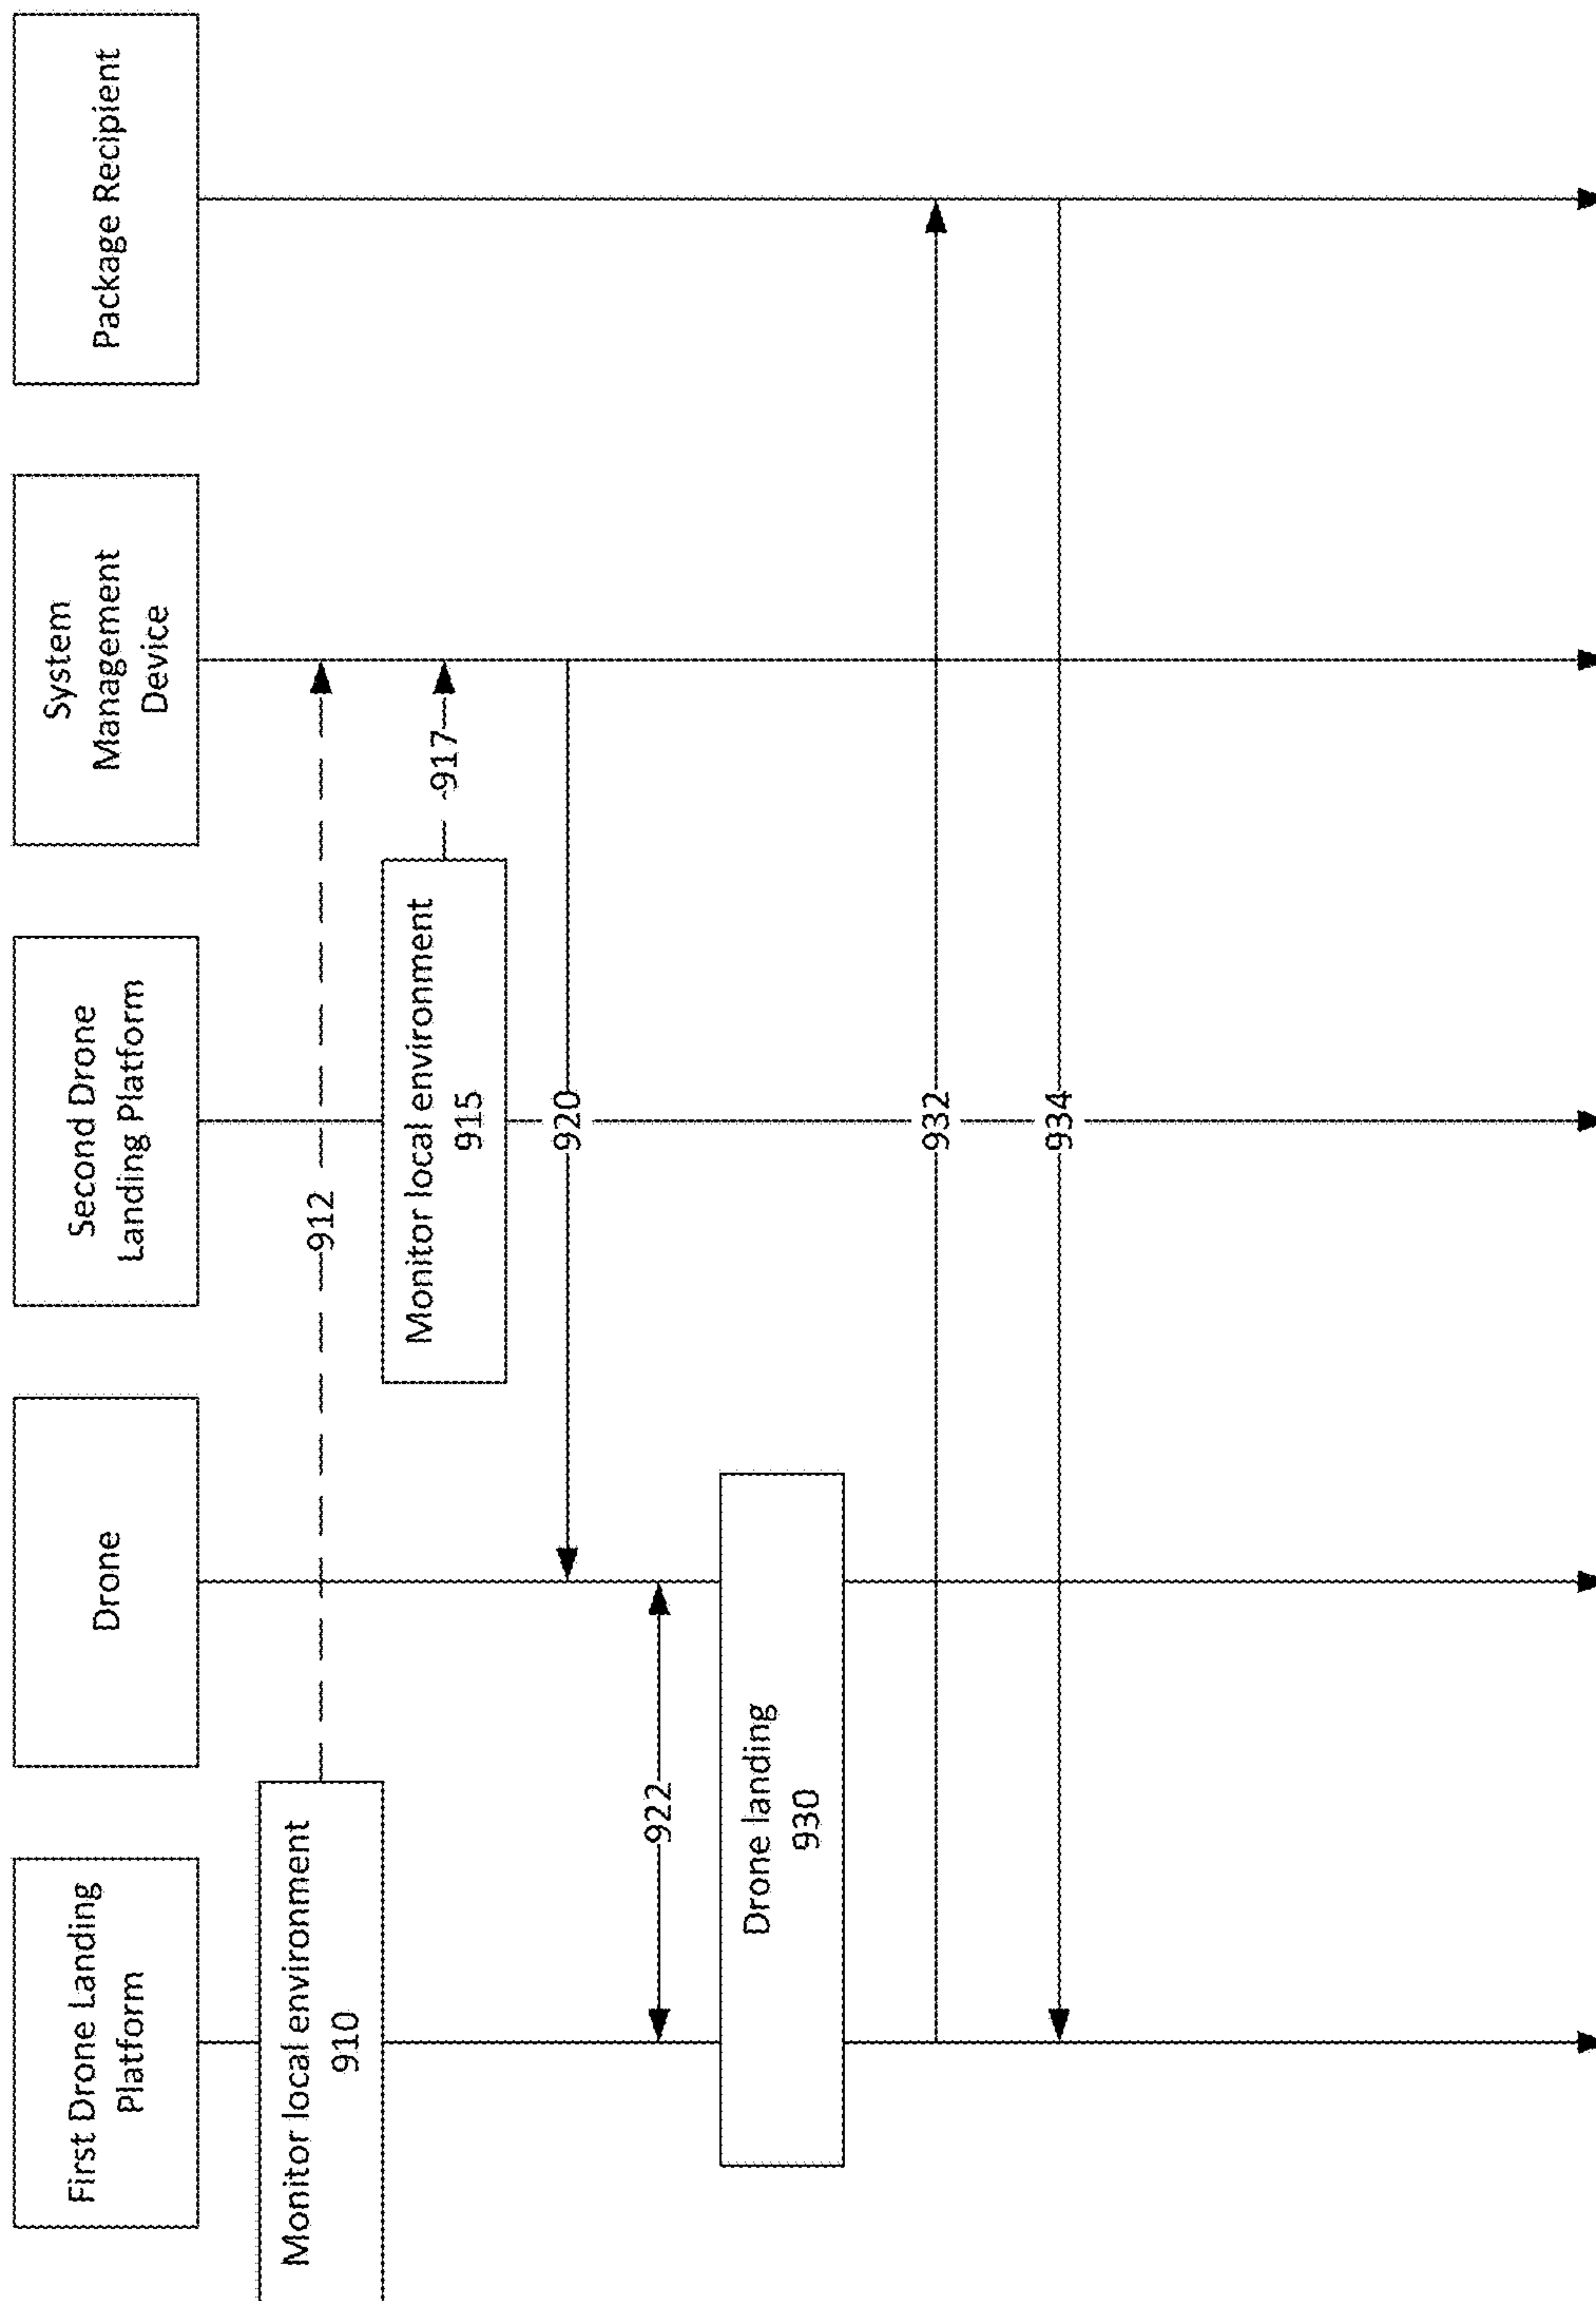 First Drone Landing
Platform
Drone
Second Drone
Landing Platform
System
Management
Device
Package Recipient
Monitor local environment
910
912
Monitor local environment
915
917
920
922
Drone landing
930
932
934